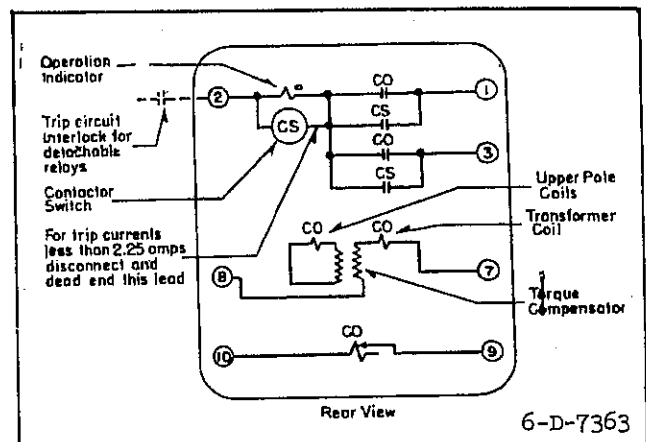 Operation
Indicator
Trip circuit
interlock for
detachable
relays
Contactor
Switch
For trip currents
less than 2.25 amps
disconnect and
dead end this lead
2
CS
CO
1
CS
CO
3
CS
Upper Pole
Coils
CO
CO
Transformer
Coil
8
7
Torque
Compensator
CO
10
9
Rear View
6-D-7363